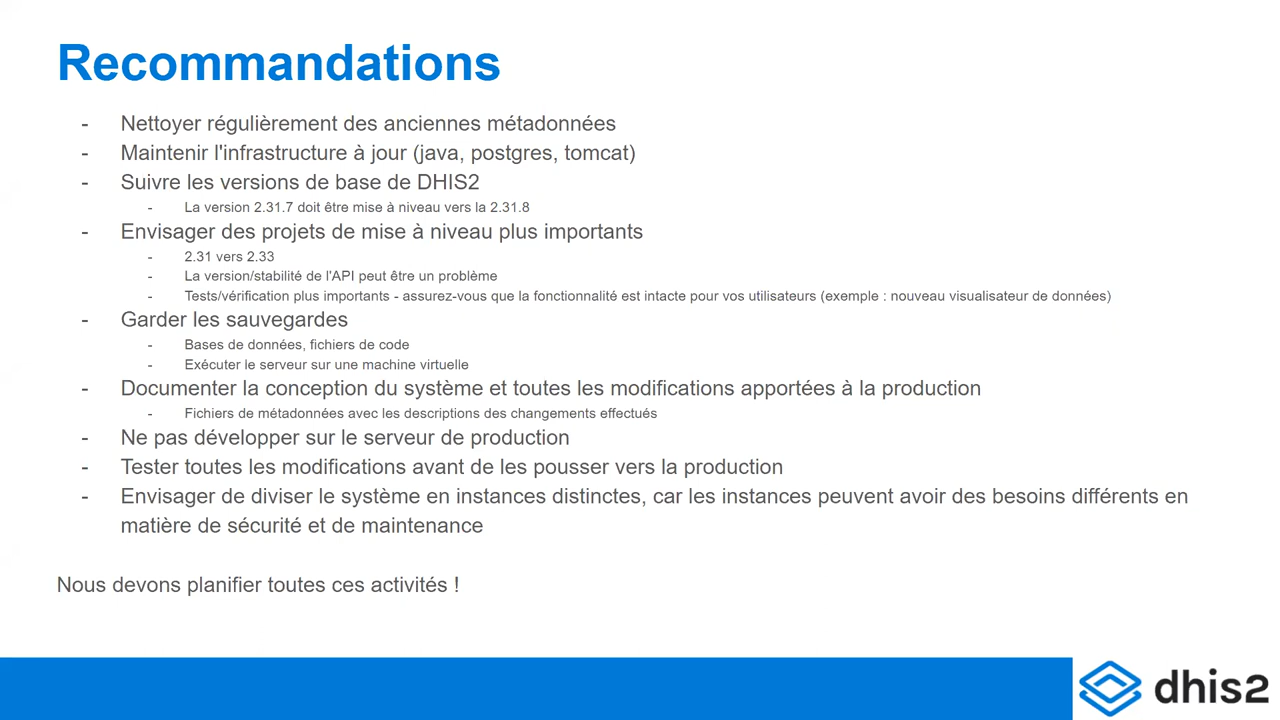 Recommandations
- Nettoyer régulièrement des anciennes métadonnées
- Maintenir l'infrastructure à jour (java, postgres, tomcat)
- Suivre les versions de base de DHIS2
- La version 2.31.7 doit être mise à niveau vers la 2.31.8
- Envisager des projets de mise à niveau plus importants
- 2.31 vers 2.33
- La version/stabilité de l'API peut être un problème
- Tests/vérification plus importants - assurez-vous que la fonctionnalité est intacte pour vos utilisateurs (exemple : nouveau visualisateur de données)
- Garder les sauvegardes
- Bases de données, fichiers de code
- Exécuter le serveur sur une machine virtuelle
- Documenter la conception du système et toutes les modifications apportées à la production
- Fichiers de métadonnées avec les descriptions des changements effectués
- Ne pas développer sur le serveur de production
- Tester toutes les modifications avant de les pousser vers la production
- Envisager de diviser le système en instances distinctes, car les instances peuvent avoir des besoins différents en
matière de sécurité et de maintenance
Nous devons planifier toutes ces activités !
dhis2